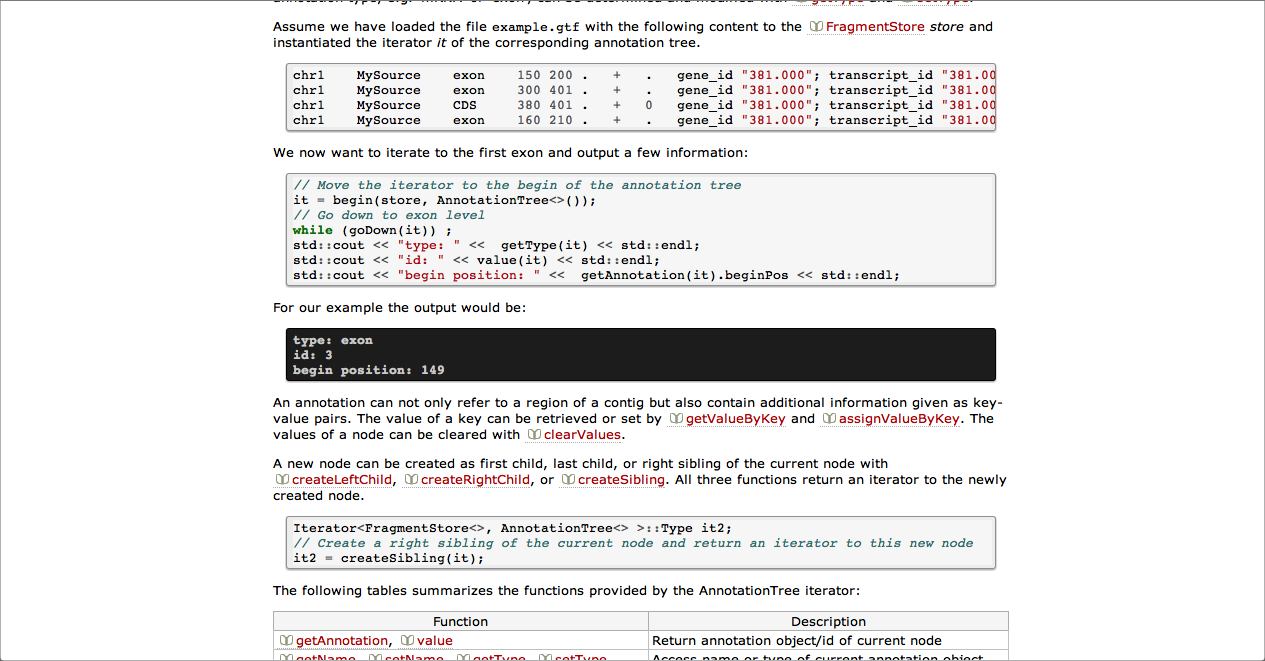 Assume we have loaded the file example.gtf with the following content to the FragmentStore store and
instantiated the iterator it of the corresponding annotation tree.
chr1 MySource exon 150 200 . + . gene_id "381.000"; transcript_id "381.00
chr1 MySource exon 300 401 . + . gene_id "381.000"; transcript_id "381.00
chr1 MySource CDS 380 401 . + 0 gene_id "381.000"; transcript_id "381.00
chr1 MySource exon 160 210 . + . gene_id "381.000"; transcript_id "381.00
We now want to iterate to the first exon and output a few information:
// Move the iterator to the begin of the annotation tree
it = begin(store, AnnotationTree<>());
// Go down to exon level
while (goDown(it)) ;
std::cout << "type: " <<  getType(it) << std::endl;
std::cout << "id: " << value(it) << std::endl;
std::cout << "begin position: " <<  getAnnotation(it).beginPos << std::endl;
For our example the output would be:
type: exon
id: 3
begin position: 149
An annotation can not only refer to a region of a contig but also contain additional information given as key-
value pairs. The value of a key can be retrieved or set by getValueByKey and assignValueByKey. The
values of a node can be cleared with clearValues.
A new node can be created as first child, last child, or right sibling of the current node with
createLeftChild, createRightChild, or createSibling. All three functions return an iterator to the newly
created node.
Iterator<FragmentStore<>, AnnotationTree<> >::Type it2;
// Create a right sibling of the current node and return an iterator to this new node
it2 = createSibling(it);
The following tables summarizes the functions provided by the AnnotationTree iterator:
Function Description
getAnnotation, value Return annotation object/id of current node
getName, setName, getType, setType Access name or type of current annotation object